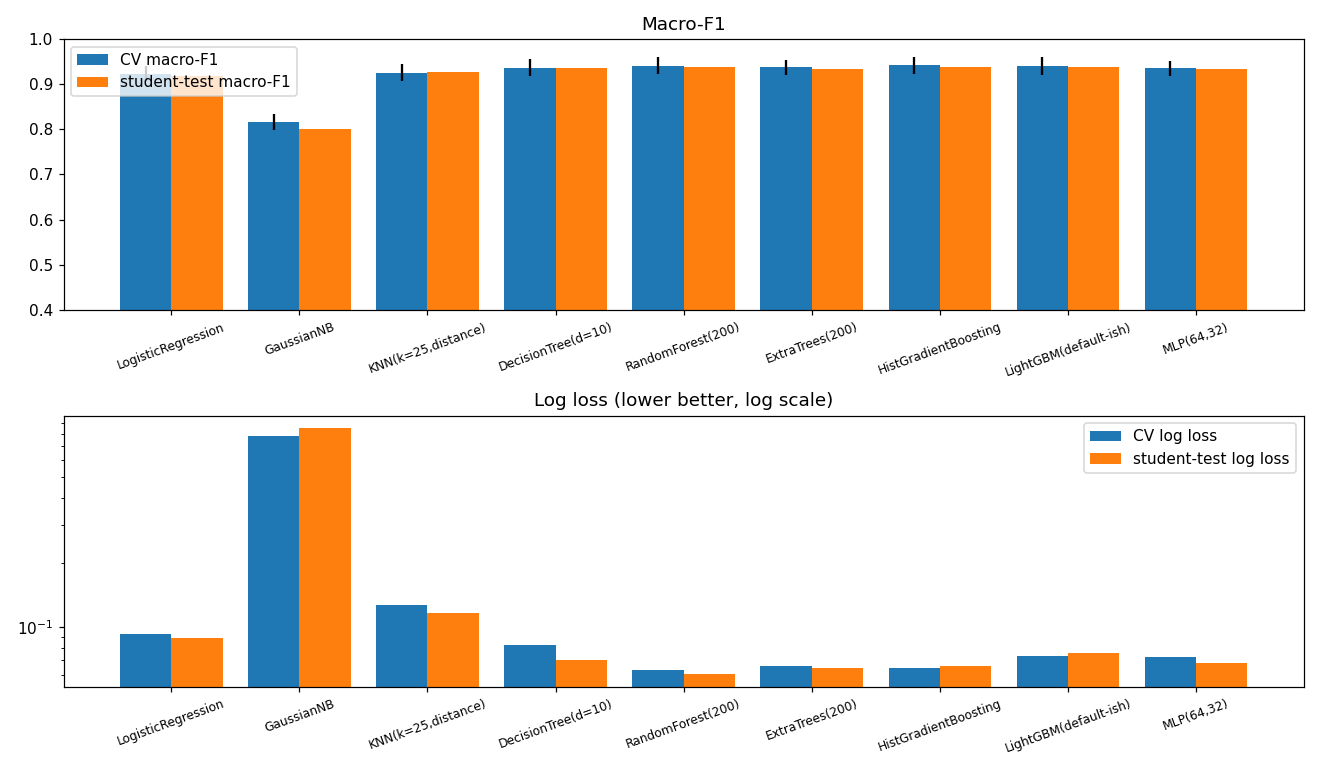 Macro-F1
1.0
0.9
0.8
0.7
0.6
0.5
0.4
CV macro-F1
student-test macro-F1
LogisticRegression
GaussianNB
KNN(k=25,distance)
DecisionTree(d=10)
RandomForest(200)
ExtraTrees(200)
HistGradientBoosting
LightGBM(default-ish)
MLP(64,32)
Log loss (lower better, log scale)
10⁻¹
CV log loss
student-test log loss
LogisticRegression
GaussianNB
KNN(k=25,distance)
DecisionTree(d=10)
RandomForest(200)
ExtraTrees(200)
HistGradientBoosting
LightGBM(default-ish)
MLP(64,32)